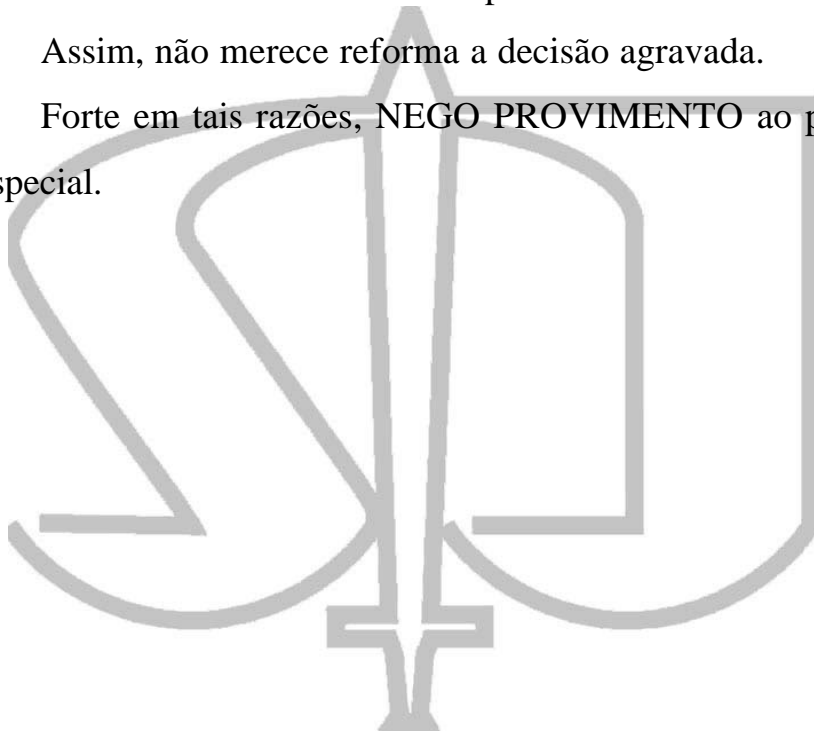 Assim, não merece reforma a decisão agravada.
Forte em tais razões, NEGO PROVIMENTO ao
special.